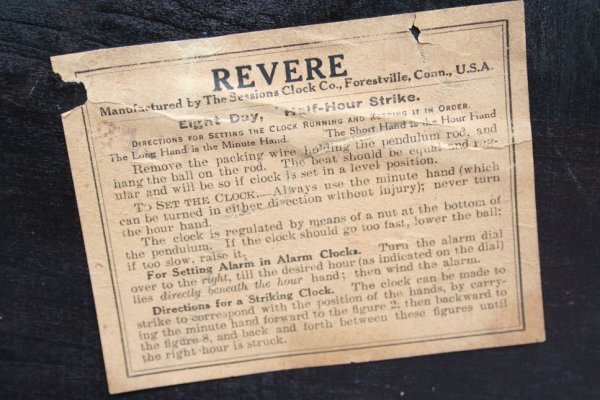 REVERE
Manufactured by The Sessions Clock Co., Forestville, Conn., U.S.A.
Eight Day, Half-Hour Strike.
DIRECTIONS FOR SETTING THE CLOCK RUNNING AND KEEPING IT IN ORDER.
The Long Hand is the Minute Hand. The Short Hand is the Hour Hand
Remove the packing wire holding the pendulum rod, and
hang the ball on the rod. The beat should be equal and reg-
ular and will be so if clock is set in a level position.
TO SET THE CLOCK.—Always use the minute hand (which
can be turned in either direction without injury); never turn
the hour hand.
The clock is regulated by means of a nut at the bottom of
the pendulum. If the clock should go too fast, lower the ball;
if too slow, raise it.
For Setting Alarm in Alarm Clocks. Turn the alarm dial
over to the right, till the desired hour (as indicated on the dial)
lies directly beneath the hour hand; then wind the alarm.
Directions for a Striking Clock. The clock can be made to
strike to correspond with the position of the hands, by carry-
ing the minute hand forward to the figure 2, then backward to
the figure 8, and back and forth between these figures until
the right hour is struck.